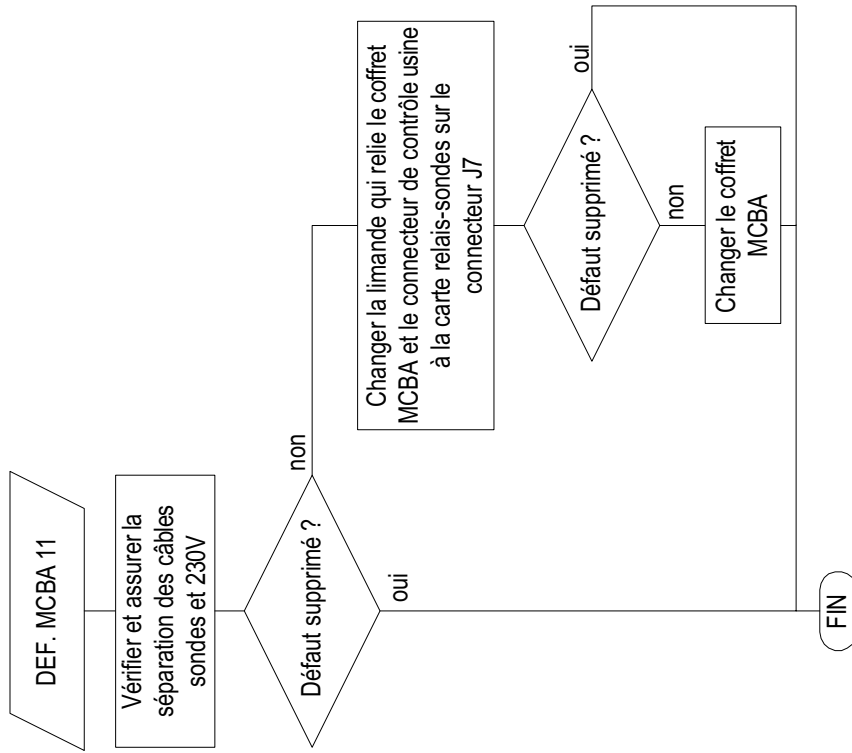 DEF. MCBA 11
Vérifier et assurer la
séparation des câbles
sondes et 230V
Défaut supprimé ?
non
oui
Changer la limande qui relie le coffret
MCBA et le connecteur de contrôle usine
à la carte relais-sondes sur le
connecteur J7
Défaut supprimé ?
oui
non
Changer le coffret
MCBA
FIN